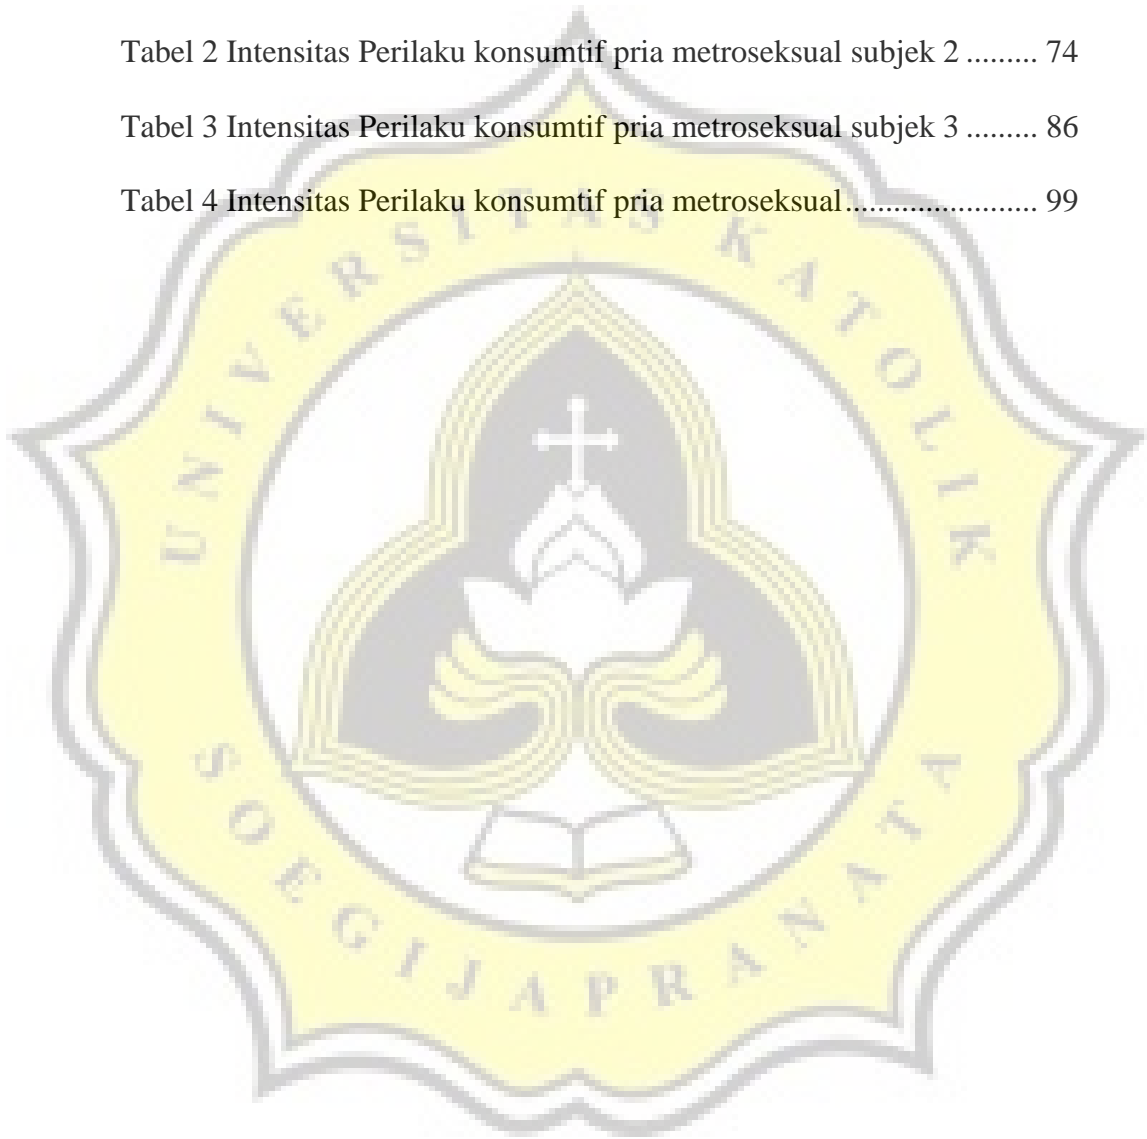 Tabel 2 Intensitas Perilaku konsumtif pria metroseksual subjek 2 ......... 74
Tabel 3 Intensitas Perilaku konsumtif pria metroseksual subjek 3 ......... 86
Tabel 4 Intensitas Perilaku konsumtif pria metroseksual...................... 99
UNIVERSITAS KATOLIK
SOEGIJAPRANATA